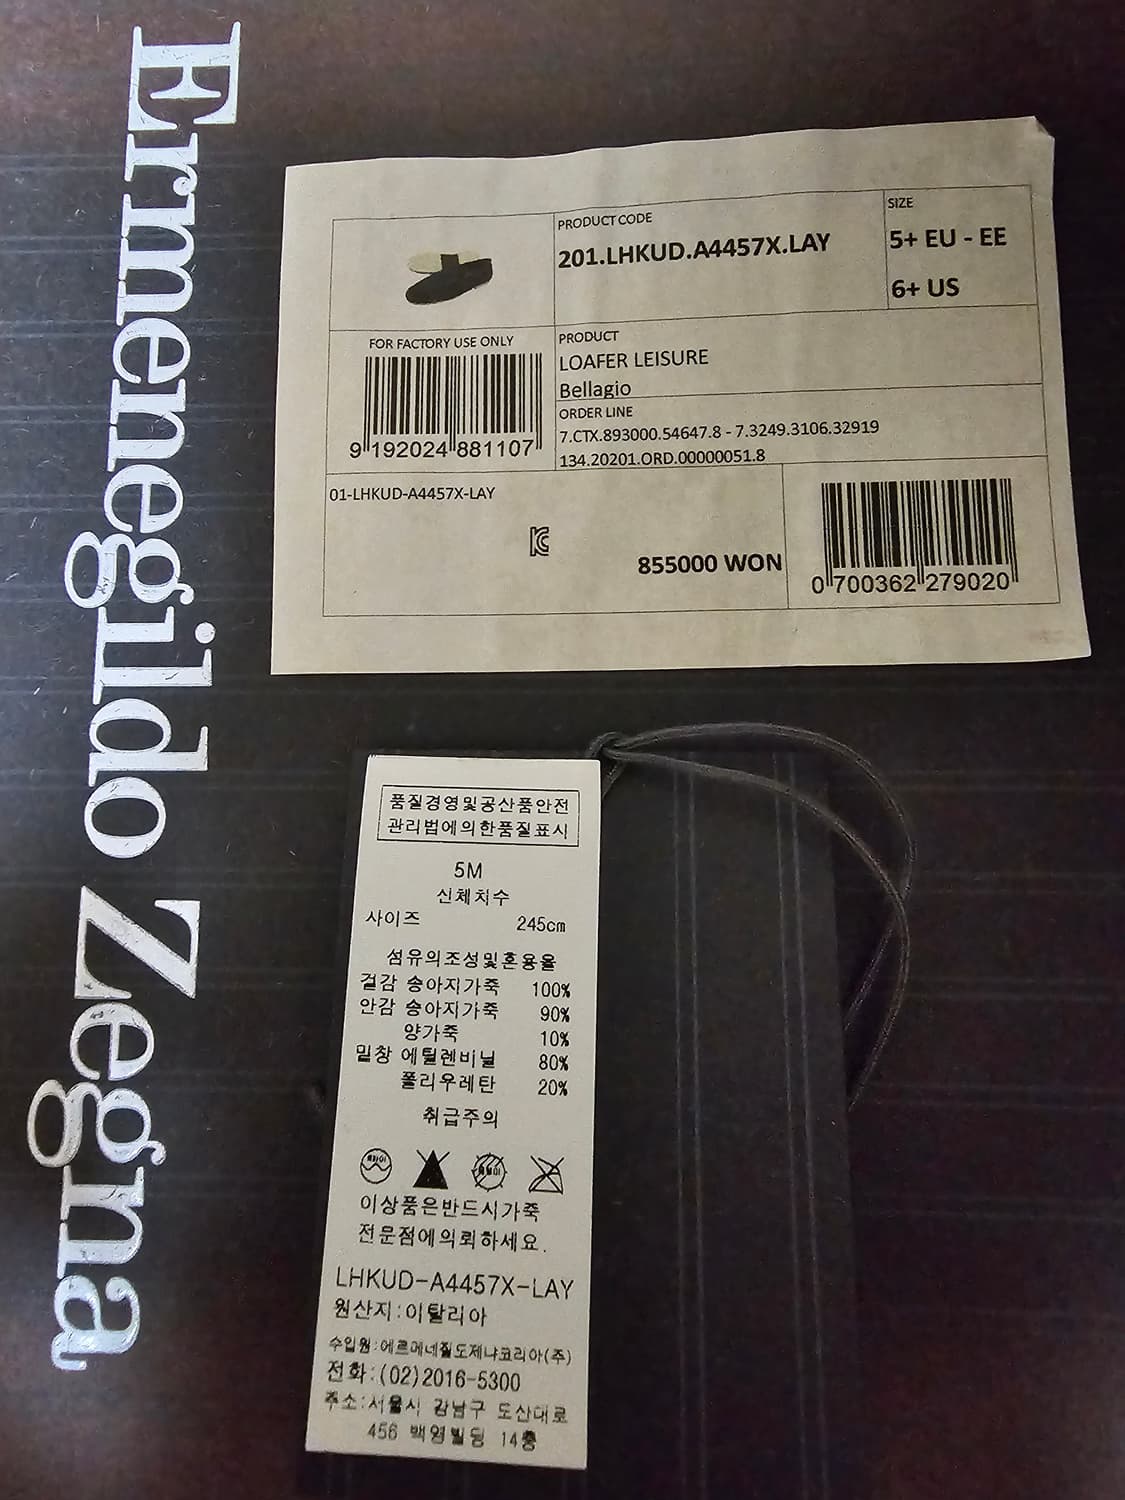 Ermenegildo Zegna
PRODUCT CODE
201.LHKUD.A4457X.LAY
SIZE
5+ EU - EE
6+ US
FOR FACTORY USE ONLY
9 192024 881107
PRODUCT
LOAFER LEISURE
Bellagio
ORDER LINE
7.CTX.893000.54647.8 - 7.3249.3106.32919
134.20201.ORD.00000051.8
01-LHKUD-A4457X-LAY
855000 WON
0 700362 279020
품질경영및공산품안전
관리법에의한품질표시
5M
신체치수
사이즈 245cm
섬유의조성및혼용율
겉감 송아지가죽 100%
안감 송아지가죽 90%
양가죽 10%
밑창 에틸렌비닐 80%
폴리우레탄 20%
취급주의
드라이
이상품은반드시가죽
전문점에의뢰하세요.
LHKUD-A4457X-LAY
원산지:이탈리아
수입원:에르메네질도제냐코리아(주)
전화:(02)2016-5300
주소:서울시 강남구 도산대로
456 백영빌딩 14층